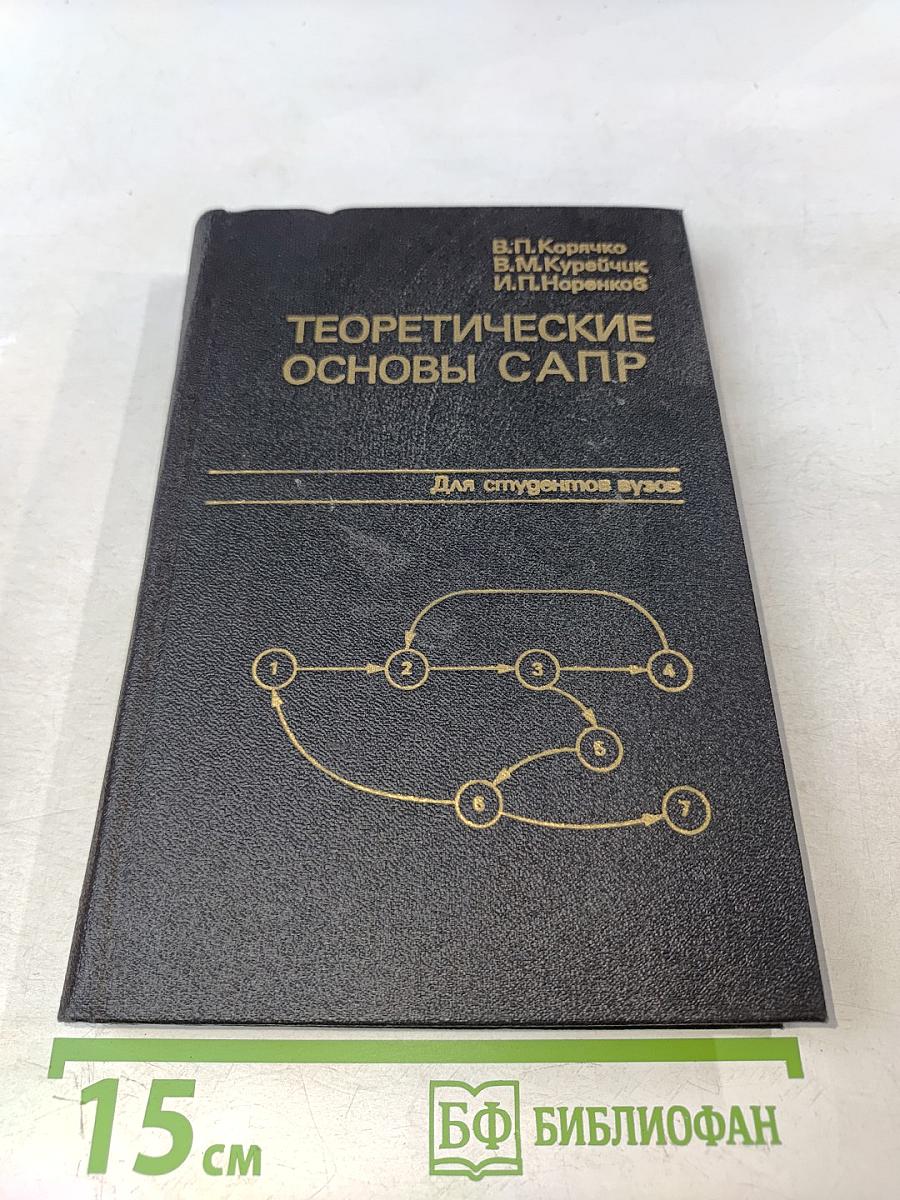 В.П.Корячко
В.М.Курейчик
И.П.Норенков
ТЕОРЕТИЧЕСКИЕ
ОСНОВЫ САПР
Для студентов вузов
1
2
3
4
5
6
7
15 см
БФ БИБЛИОФАН